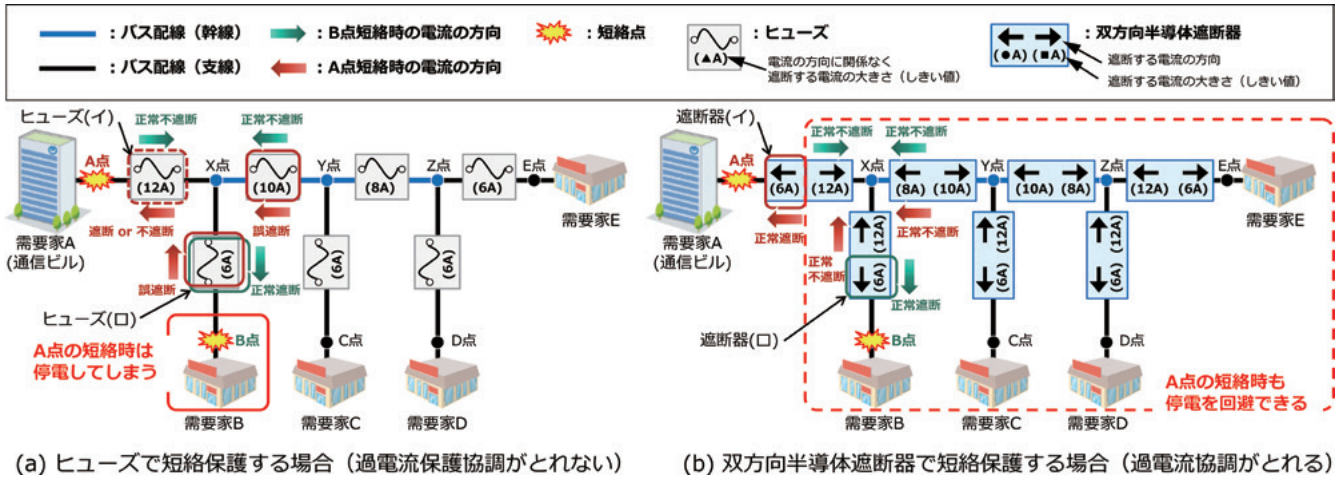 ：バス配線（幹線）
：B点短絡時の電流の方向
：短絡点
：ヒューズ
：双方向半導体遮断器
：バス配線（支線）
：A点短絡時の電流の方向
(▲A)
電流の方向に関係なく
遮断する電流の大きさ（しきい値）
(●A) (■A)
遮断する電流の方向
遮断する電流の大きさ（しきい値）
ヒューズ(イ)
正常不遮断
正常不遮断
A点
X点
Y点
Z点
E点
(12A)
(10A)
(8A)
(6A)
遮断 or 不遮断
誤遮断
需要家E
需要家A
(通信ビル)
誤遮断
(6A)
正常遮断
(6A)
(6A)
ヒューズ(ロ)
B点
C点
D点
A点の短絡時は
停電してしまう
需要家B
需要家C
需要家D
(a) ヒューズで短絡保護する場合（過電流保護協調がとれない）
遮断器(イ)
正常不遮断
正常不遮断
A点
X点
Y点
Z点
E点
(6A)
(12A)
(8A)
(10A)
(10A)
(8A)
(12A)
(6A)
正常遮断
正常不遮断
需要家E
需要家A
(通信ビル)
正常
不遮断
(12A)
(6A)
正常遮断
(12A)
(6A)
(12A)
(6A)
遮断器(ロ)
B点
C点
D点
A点の短絡時も
停電を回避できる
需要家B
需要家C
需要家D
(b) 双方向半導体遮断器で短絡保護する場合（過電流協調がとれる）